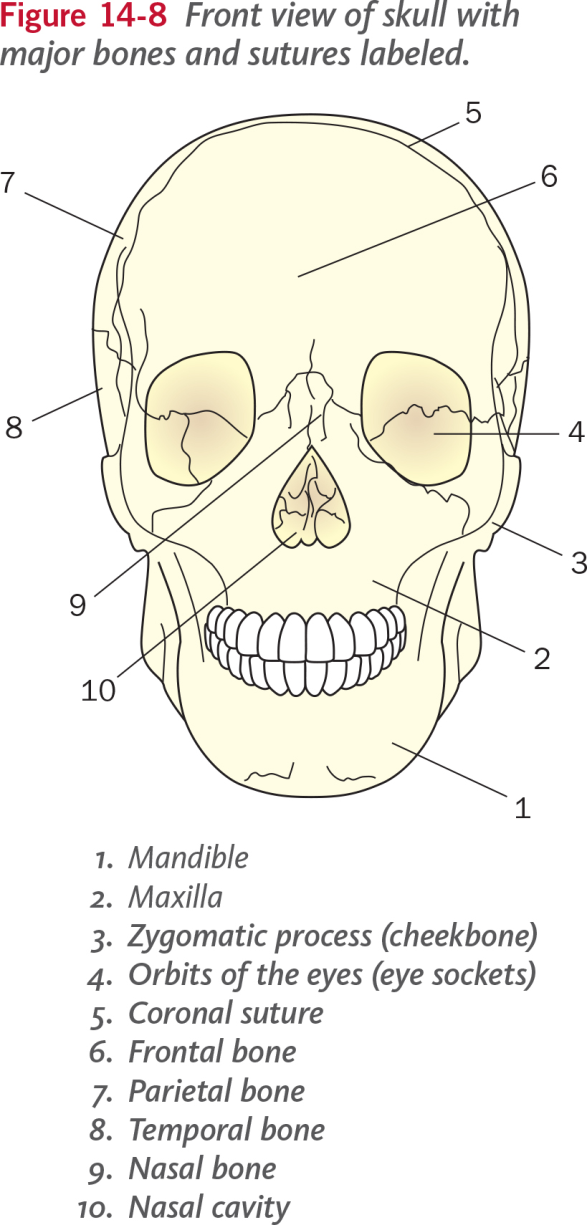 Figure 14-8 Front view of skull with
major bones and sutures labeled.
5
6
7
8
4
3
9
2
10
1
1. Mandible
2. Maxilla
3. Zygomatic process (cheekbone)
4. Orbits of the eyes (eye sockets)
5. Coronal suture
6. Frontal bone
7. Parietal bone
8. Temporal bone
9. Nasal bone
10. Nasal cavity